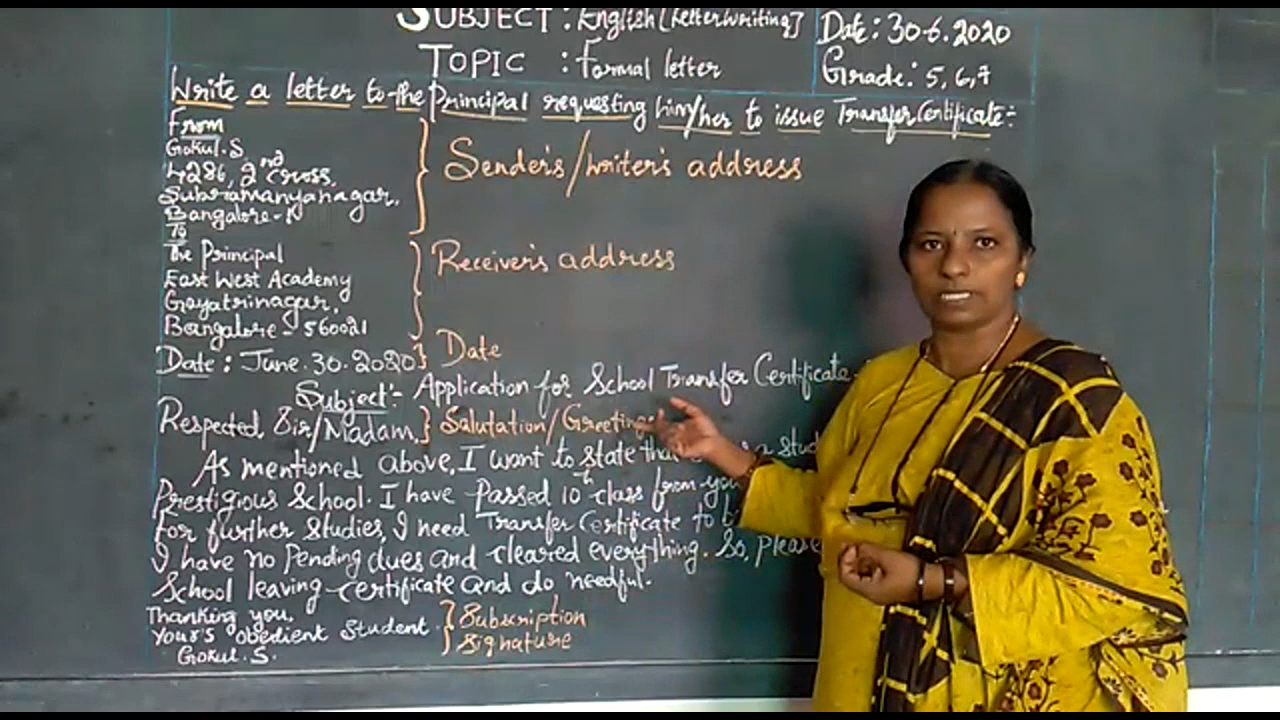 SUBJECT : English [Letter writing]
Date: 30-6.2020
TOPIC : Formal letter
Grade: 5, 6, 7
Write a letter to the Principal requesting him/her to issue Transfer Certificate:-
From
Gokul. S,
4286, 2nd cross,
Subramanyanagar,
Bangalore-N
Sender's/writer's address
To
The Principal
East West Academy
Gayatrinagar,
Bangalore - 560021
Receiver's address
Date : June. 30. 2020 } Date
Subject:- Application for School Transfer Certificate.
Respected, Sir/Madam, } Salutation/Greeting
As mentioned above, I want to state that a stud
Prestigious School. I have Passed 10th class from you
For further studies, I need Transfer Certificate to
I have no pending dues and cleared everything. So, please
School leaving certificate and do needful.
Thanking you, } Subscription
Your's obedient student. } Signature
Gokul. S.